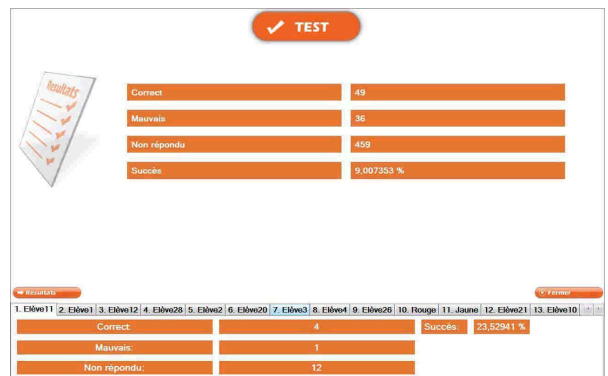 TEST
Resultats
Correct 49
Mauvais 36
Non répondu 459
Succès 9,007353 %
Résultats Fermer
1. Elève11 2. Elève1 3. Elève12 4. Elève28 5. Elève2 6. Elève20 7. Elève3 8. Elève4 9. Elève26 10. Rouge 11. Jaune 12. Elève21 13. Elève10
Correct: 4 Succès: 23,52941 %
Mauvais: 1
Non répondu: 12